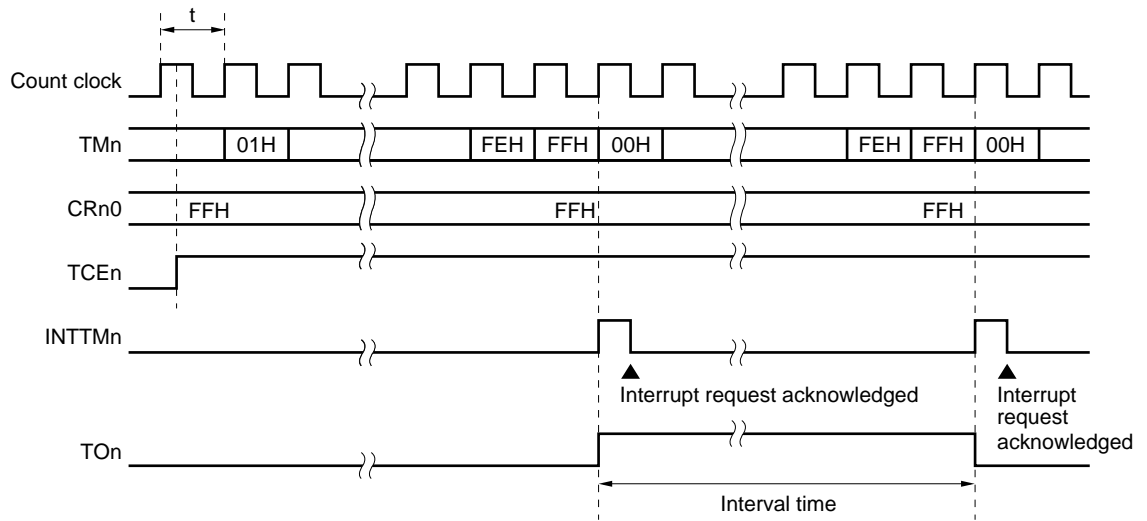 t
Count clock
TMn 01H FEH FFH 00H FEH FFH 00H
CRn0 FFH FFH FFH
TCEn
INTTMn
Interrupt request acknowledged
Interrupt
request
acknowledged
TOn
Interval time